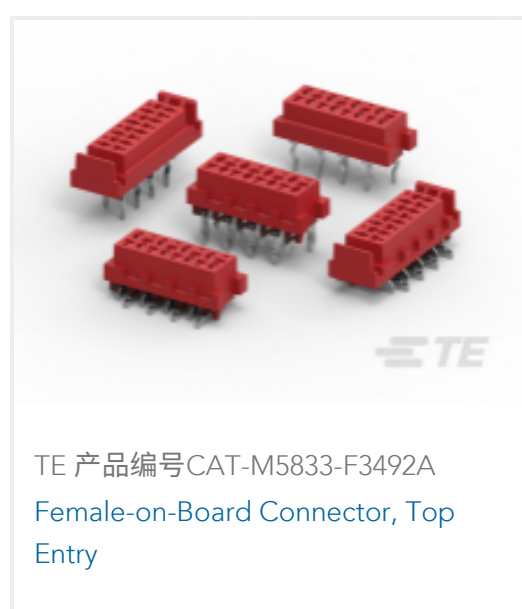 TE
TE 产品编号CAT-M5833-F3492A
Female-on-Board Connector, Top
Entry